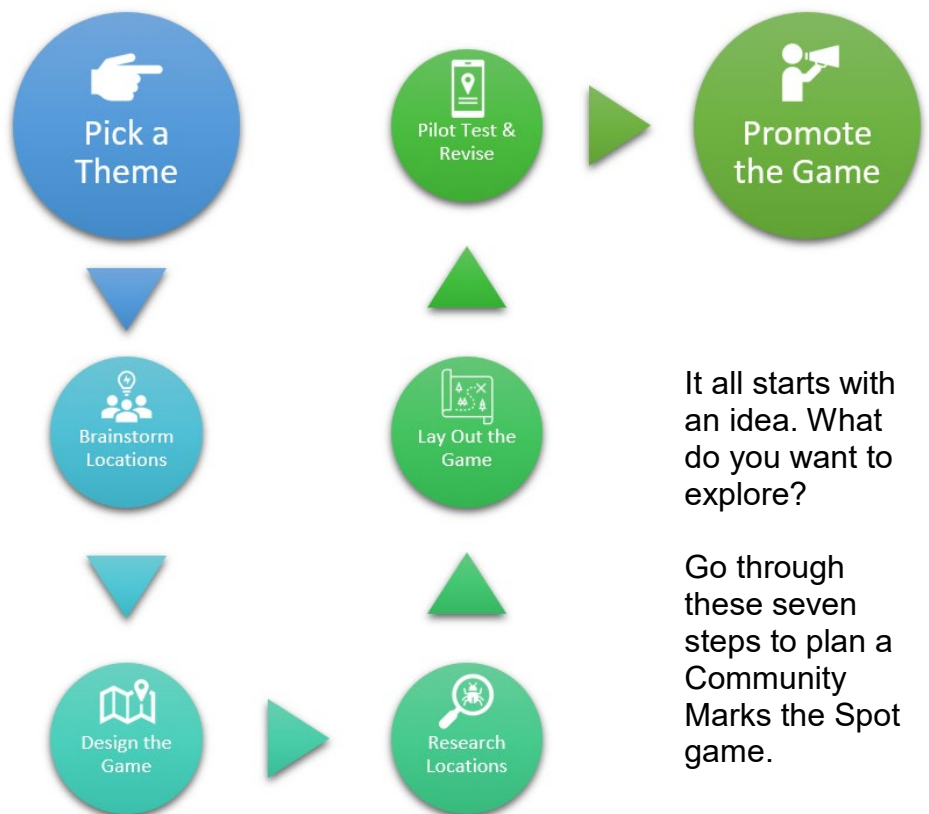 Pick a
Theme
Brainstorm
Locations
Design the
Game
Research
Locations
Lay Out the
Game
Pilot Test &
Revise
Promote
the Game
It all starts with
an idea. What
do you want to
explore?
Go through
these seven
steps to plan a
Community
Marks the Spot
game.